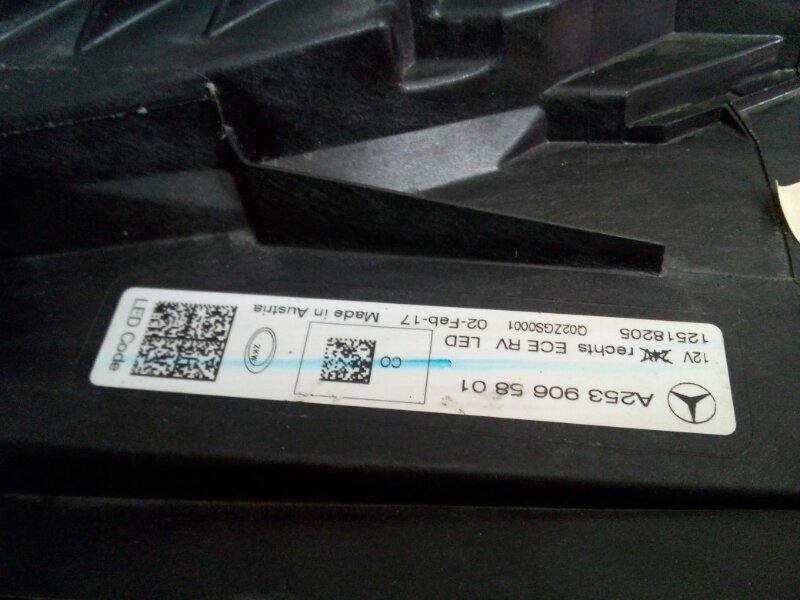 A253 906 58 01
12V rechts ECE RV LED
12518205
Q02ZGS0001 02-Feb-17
Made in Austria
CO
ZKW
LED Code